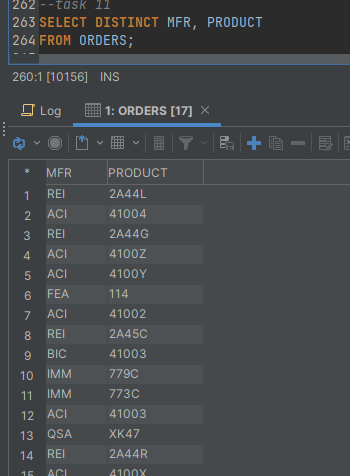 262 --task 11
263 SELECT DISTINCT MFR, PRODUCT
264 FROM ORDERS;
260:1 [10156] INS
Log 1: ORDERS [17] ×
* MFR PRODUCT
1 REI 2A44L
2 ACI 41004
3 REI 2A44G
4 ACI 4100Z
5 ACI 4100Y
6 FEA 114
7 ACI 41002
8 REI 2A45C
9 BIC 41003
10 IMM 779C
11 IMM 773C
12 ACI 41003
13 QSA XK47
14 REI 2A44R
15 ACI 4100X